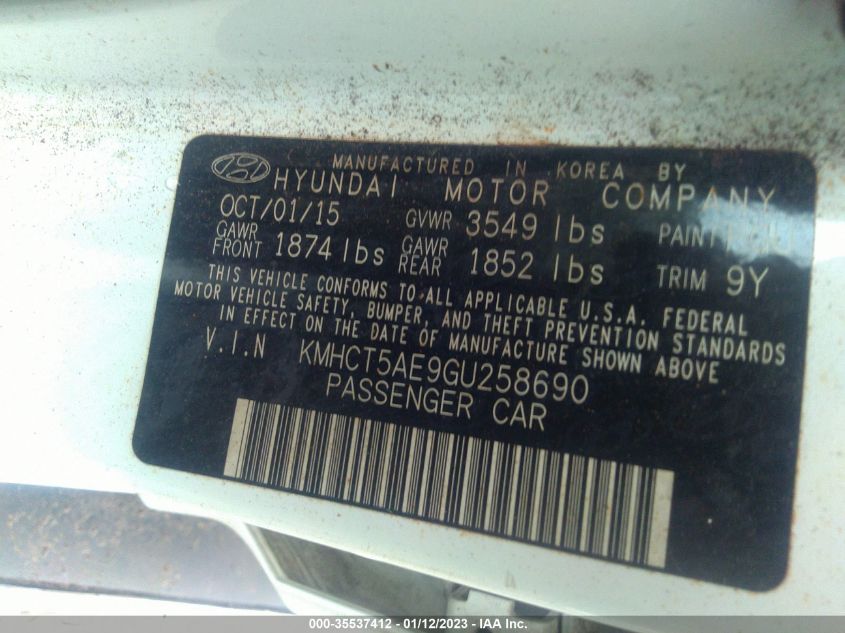 MANUFACTURED IN KOREA BY
HYUNDAI MOTOR COMPANY
OCT/01/15 GVWR 3549 lbs PAINT
GAWR FRONT 1874 lbs GAWR REAR 1852 lbs TRIM 9Y
THIS VEHICLE CONFORMS TO ALL APPLICABLE U.S.A. FEDERAL
MOTOR VEHICLE SAFETY, BUMPER, AND THEFT PREVENTION STANDARDS
IN EFFECT ON THE DATE OF MANUFACTURE SHOWN ABOVE
V.I.N KMHCT5AE9GU258690
PASSENGER CAR
000-35537412 - 01/12/2023 - IAA Inc.